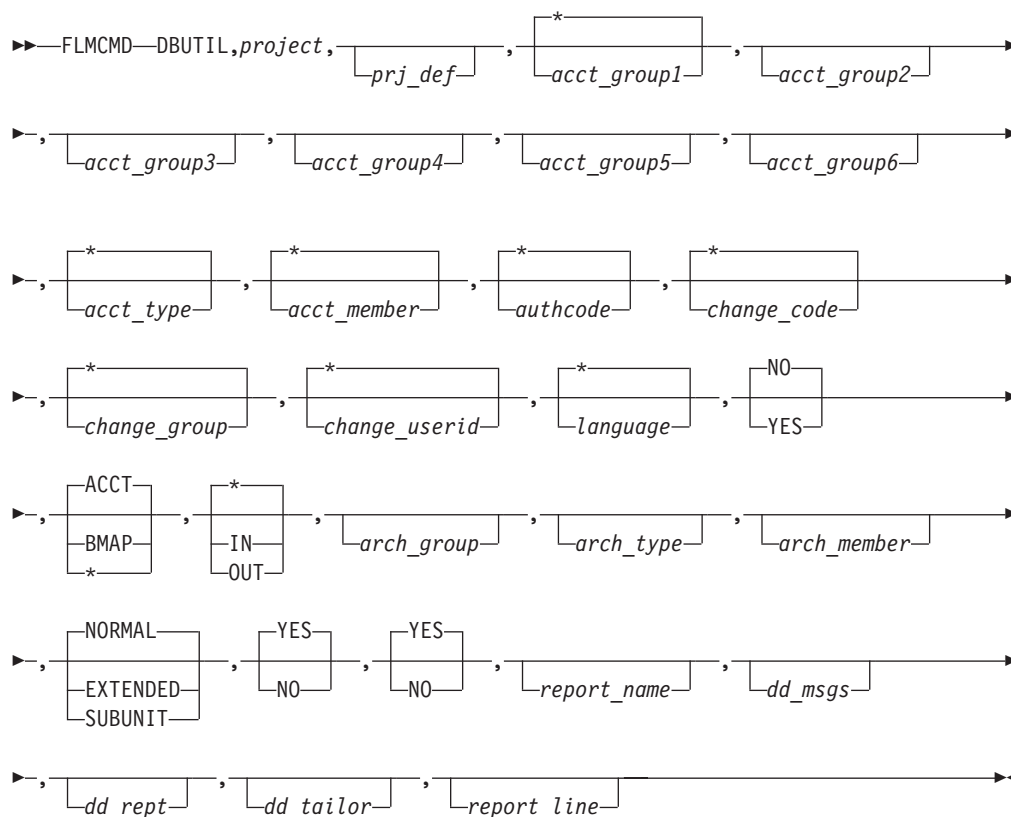 *
FLMCMD DBUTIL,project, , , ,
prj_def acct_group1 acct_group2
, , , ,
acct_group3 acct_group4 acct_group5 acct_group6
* * * *
, , , ,
acct_type acct_member authcode change_code
* * * NO
, , , ,
change_group change_userid language YES
ACCT *
, , , , ,
BMAP IN arch_group arch_type arch_member
* OUT
NORMAL YES YES
, , , , ,
EXTENDED NO NO report_name dd_msgs
SUBUNIT
, , ,
dd_rept dd_tailor report_line